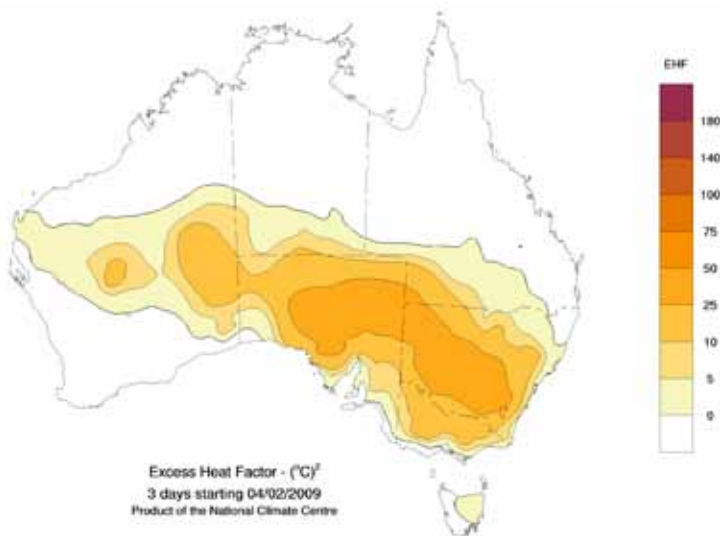 EHF
180
140
100
75
50
25
10
5
0
Excess Heat Factor - (°C)²
3 days starting 04/02/2009
Product of the National Climate Centre